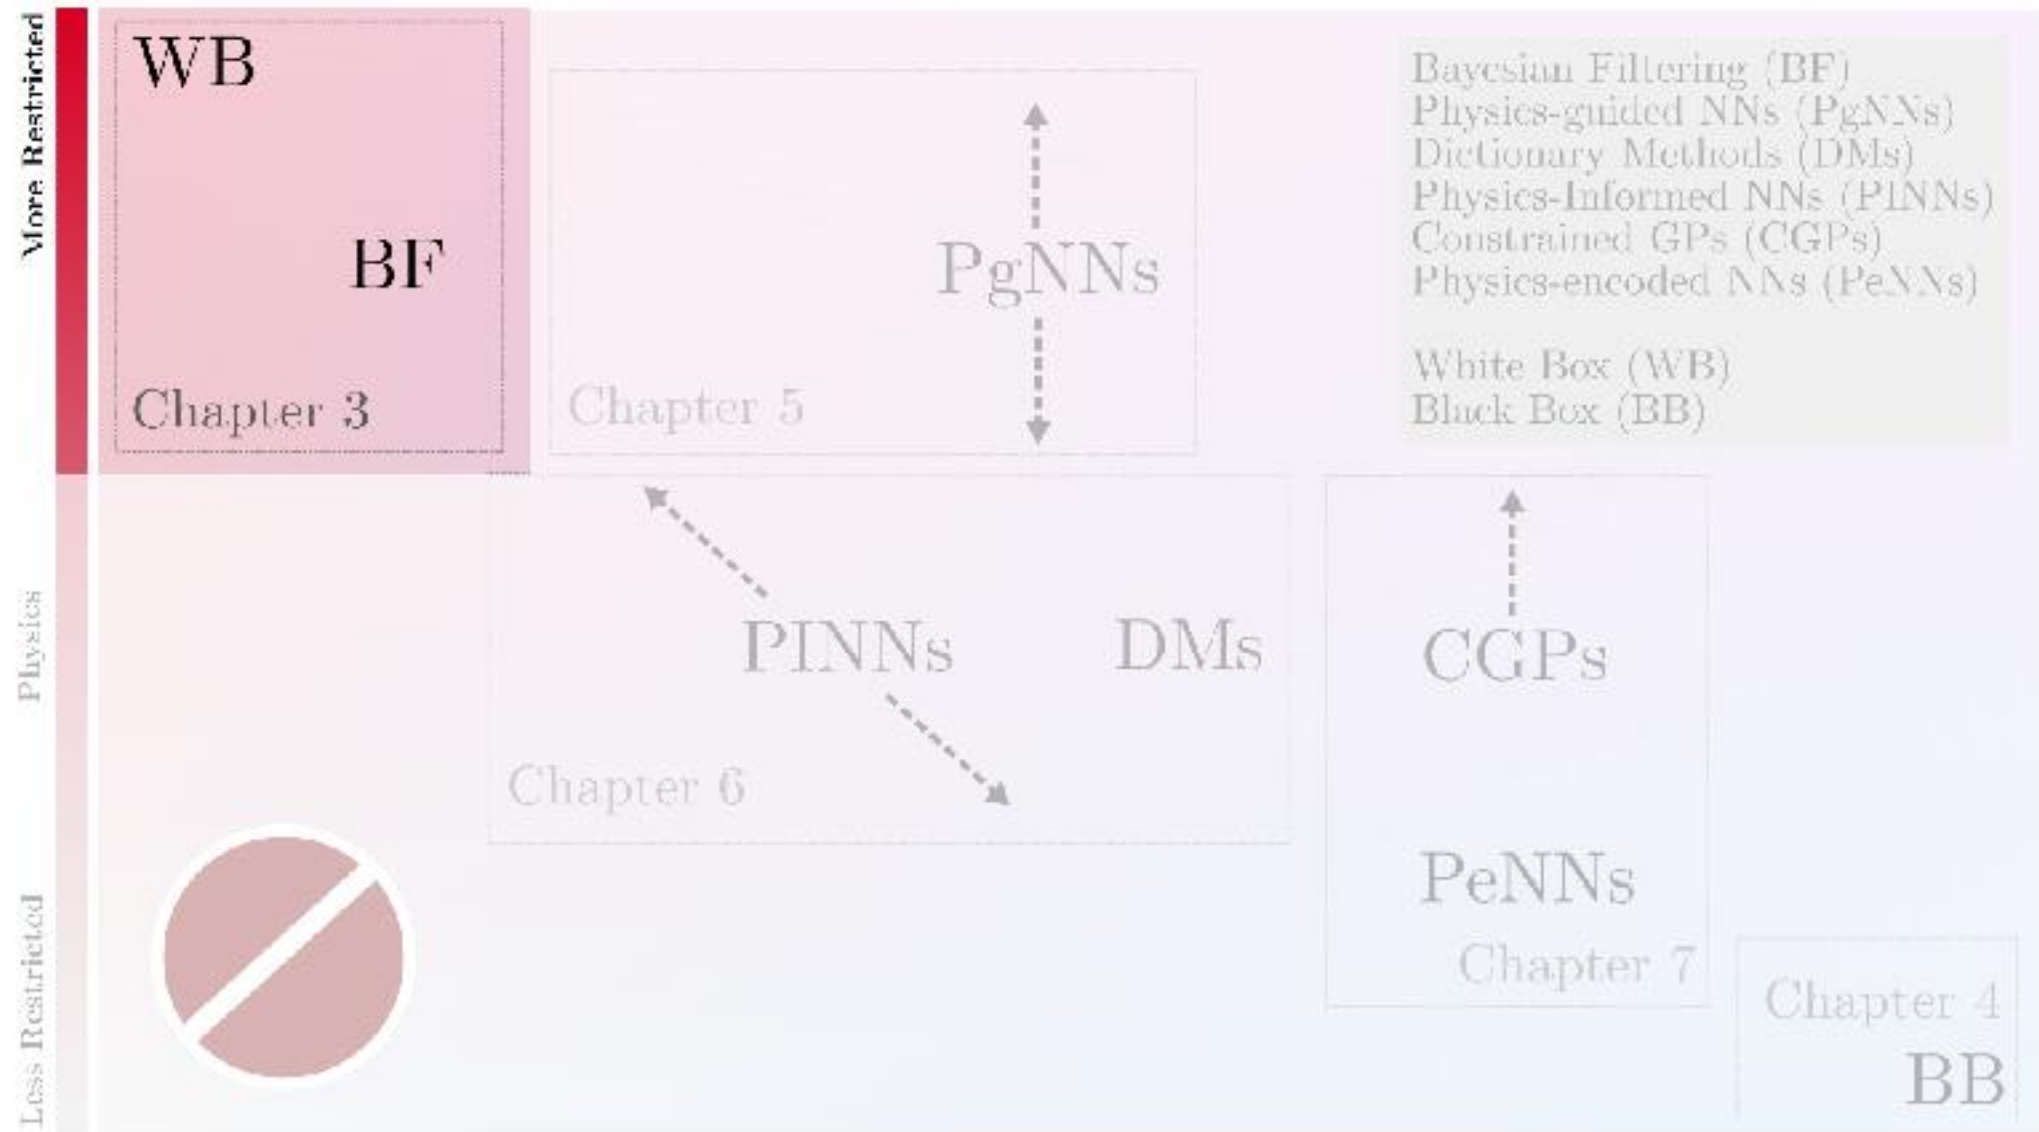 More Restricted
Physics
Less Restricted
WB
BF
Chapter 3
PgNNs
Chapter 5
Bayesian Filtering (BF)
Physics-guided NNs (PgNNs)
Dictionary Methods (DMs)
Physics-Informed NNs (PINNs)
Constrained GPs (CGPs)
Physics-encoded NNs (PeNNs)
White Box (WB)
Black Box (BB)
PINNs
DMs
Chapter 6
CGPs
PeNNs
Chapter 7
Chapter 4
BB